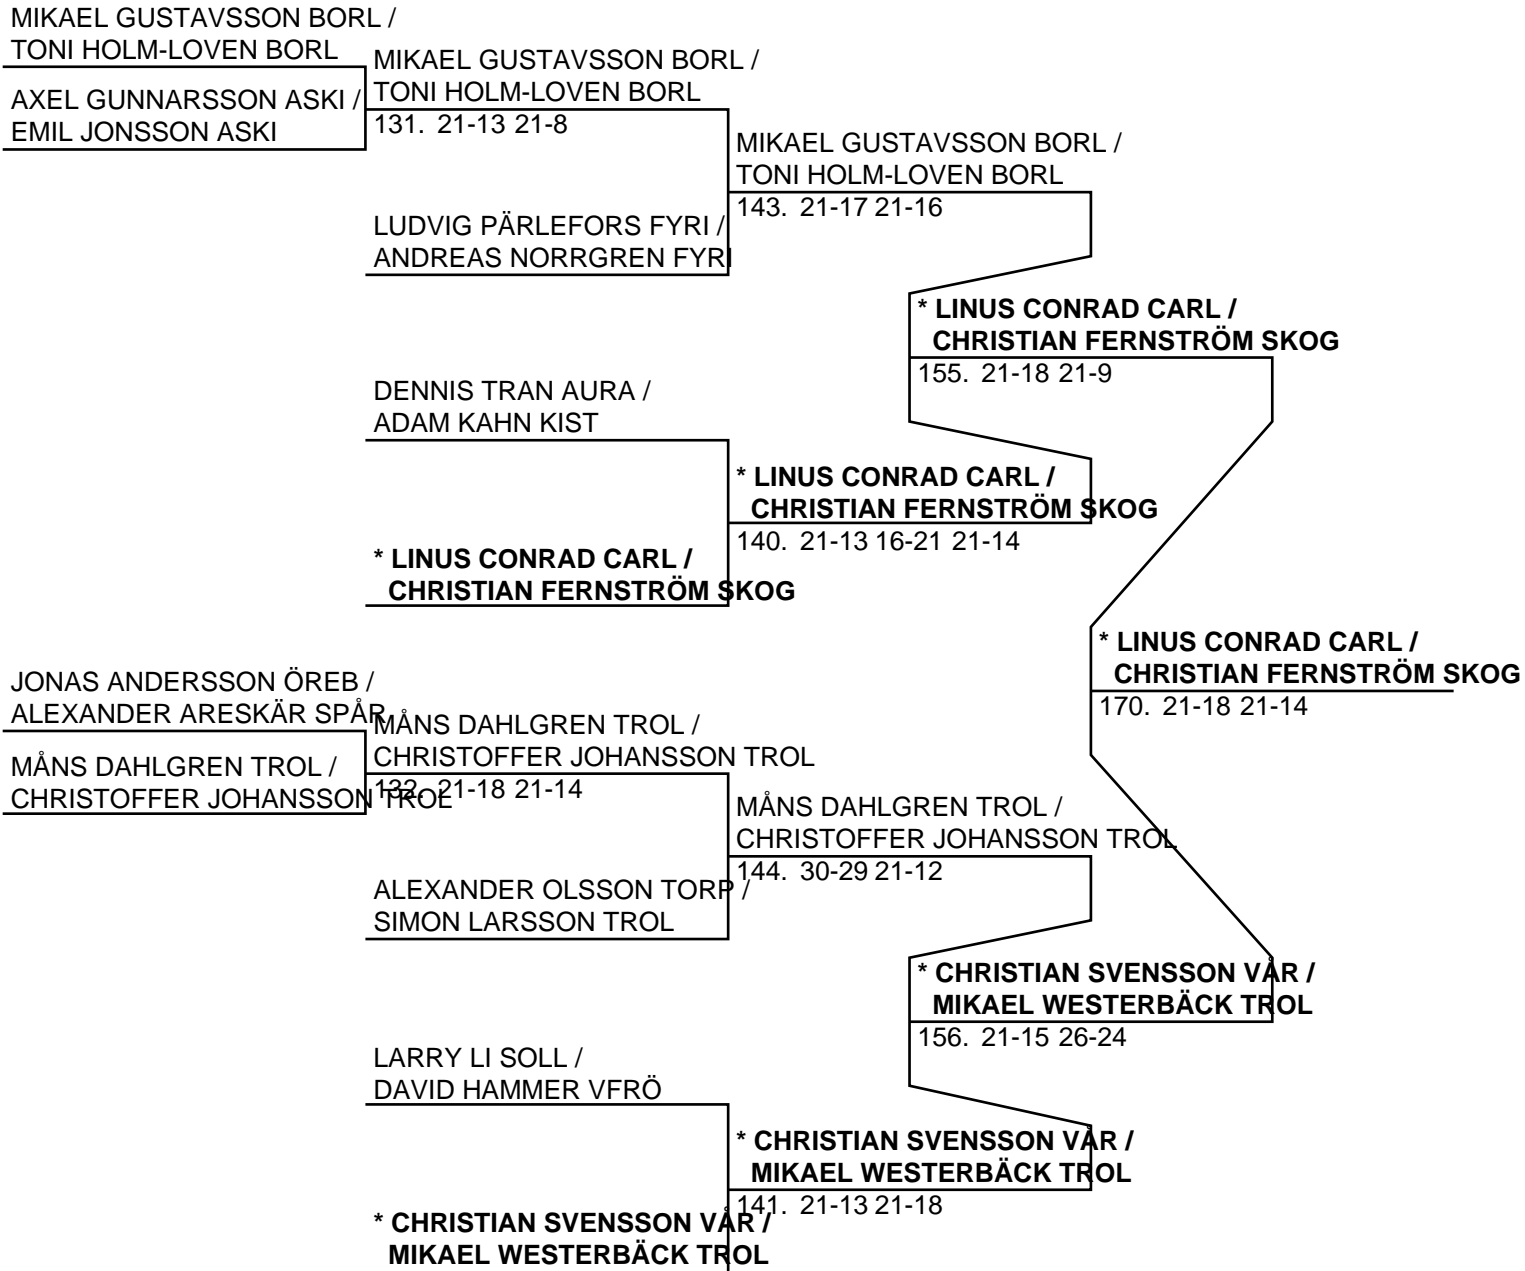 MIKAEL GUSTAVSSON BORL /
TONI HOLM-LOVEN BORL
AXEL GUNNARSSON ASKI /
EMIL JONSSON ASKI
MIKAEL GUSTAVSSON BORL /
TONI HOLM-LOVEN BORL
131. 21-13 21-8
LUDVIG PÄRLEFORS FYRI /
ANDREAS NORRGREN FYRI
MIKAEL GUSTAVSSON BORL /
TONI HOLM-LOVEN BORL
143. 21-17 21-16
DENNIS TRAN AURA /
ADAM KAHN KIST
* LINUS CONRAD CARL /
CHRISTIAN FERNSTRÖM SKOG
* LINUS CONRAD CARL /
CHRISTIAN FERNSTRÖM SKOG
140. 21-13 16-21 21-14
* LINUS CONRAD CARL /
CHRISTIAN FERNSTRÖM SKOG
155. 21-18 21-9
JONAS ANDERSSON ÖREB /
ALEXANDER ARESKÄR SPÅR
MÅNS DAHLGREN TROL /
CHRISTOFFER JOHANSSON TROL
MÅNS DAHLGREN TROL /
CHRISTOFFER JOHANSSON TROL
132. 21-18 21-14
ALEXANDER OLSSON TORP /
SIMON LARSSON TROL
MÅNS DAHLGREN TROL /
CHRISTOFFER JOHANSSON TROL
144. 30-29 21-12
LARRY LI SOLL /
DAVID HAMMER VFRÖ
* CHRISTIAN SVENSSON VÅR /
MIKAEL WESTERBÄCK TROL
* CHRISTIAN SVENSSON VÅR /
MIKAEL WESTERBÄCK TROL
141. 21-13 21-18
* CHRISTIAN SVENSSON VÅR /
MIKAEL WESTERBÄCK TROL
156. 21-15 26-24
* LINUS CONRAD CARL /
CHRISTIAN FERNSTRÖM SKOG
170. 21-18 21-14